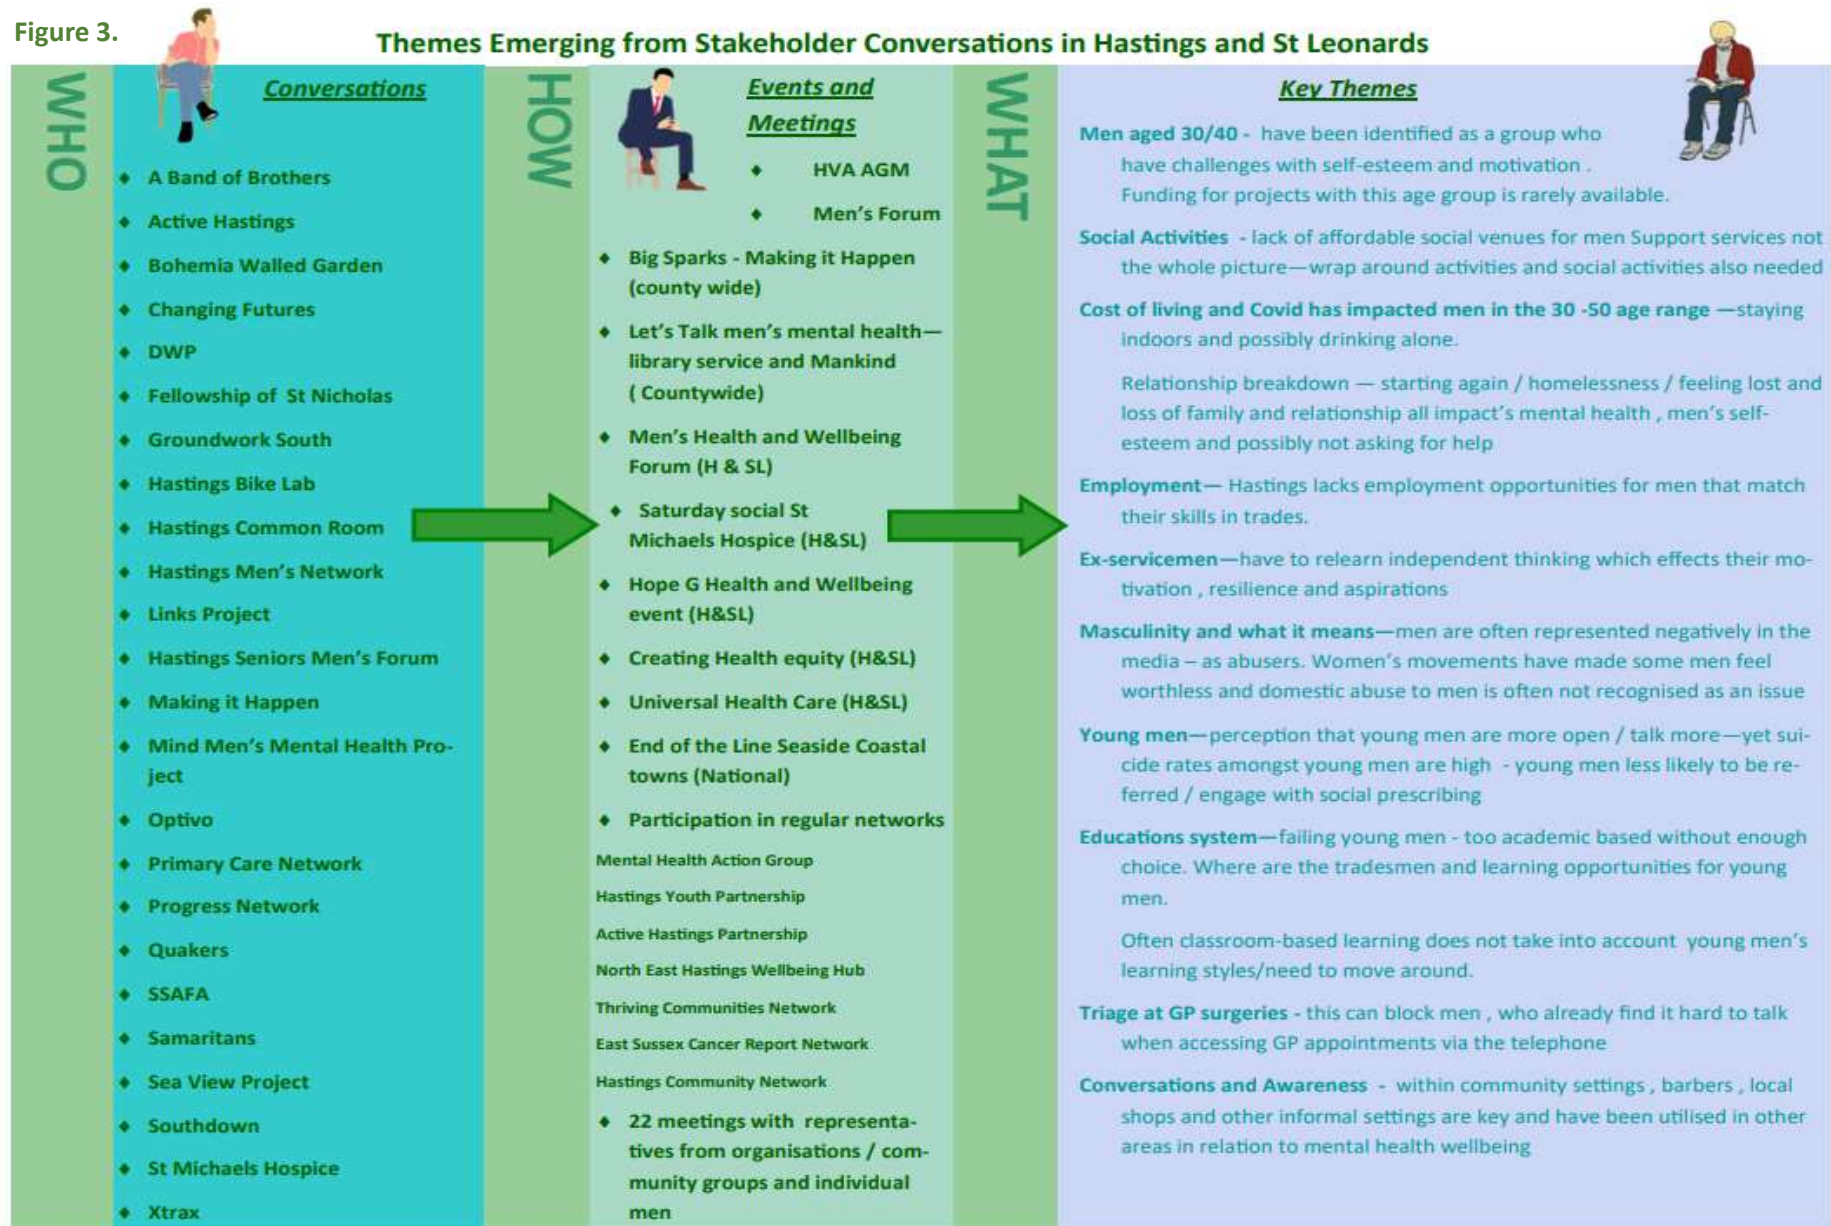 Figure 3.
Themes Emerging from Stakeholder Conversations in Hastings and St Leonards
WHO
Conversations
♦ A Band of Brothers
♦ Active Hastings
♦ Bohemia Walled Garden
♦ Changing Futures
♦ DWP
♦ Fellowship of St Nicholas
♦ Groundwork South
♦ Hastings Bike Lab
♦ Hastings Common Room
♦ Hastings Men's Network
♦ Links Project
♦ Hastings Seniors Men's Forum
♦ Making it Happen
♦ Mind Men's Mental Health Pro-
ject
♦ Optivo
♦ Primary Care Network
♦ Progress Network
♦ Quakers
♦ SSAFA
♦ Samaritans
♦ Sea View Project
♦ Southdown
♦ St Michaels Hospice
♦ Xtrax
HOW
Events and
Meetings
♦ HVA AGM
♦ Men's Forum
♦ Big Sparks - Making it Happen
(county wide)
♦ Let's Talk men's mental health—
library service and Mankind
( Countywide)
♦ Men's Health and Wellbeing
Forum (H & SL)
♦ Saturday social St
Michaels Hospice (H&SL)
♦ Hope G Health and Wellbeing
event (H&SL)
♦ Creating Health equity (H&SL)
♦ Universal Health Care (H&SL)
♦ End of the Line Seaside Coastal
towns (National)
♦ Participation in regular networks
Mental Health Action Group
Hastings Youth Partnership
Active Hastings Partnership
North East Hastings Wellbeing Hub
Thriving Communities Network
East Sussex Cancer Report Network
Hastings Community Network
♦ 22 meetings with representa-
tives from organisations / com-
munity groups and individual
men
WHAT
Key Themes
Men aged 30/40 - have been identified as a group who
have challenges with self-esteem and motivation .
Funding for projects with this age group is rarely available.
Social Activities - lack of affordable social venues for men Support services not
the whole picture—wrap around activities and social activities also needed
Cost of living and Covid has impacted men in the 30 -50 age range —staying
indoors and possibly drinking alone.
Relationship breakdown — starting again / homelessness / feeling lost and
loss of family and relationship all impact's mental health , men's self-
esteem and possibly not asking for help
Employment— Hastings lacks employment opportunities for men that match
their skills in trades.
Ex-servicemen—have to relearn independent thinking which effects their mo-
tivation , resilience and aspirations
Masculinity and what it means—men are often represented negatively in the
media – as abusers. Women's movements have made some men feel
worthless and domestic abuse to men is often not recognised as an issue
Young men—perception that young men are more open / talk more—yet sui-
cide rates amongst young men are high - young men less likely to be re-
ferred / engage with social prescribing
Educations system—failing young men - too academic based without enough
choice. Where are the tradesmen and learning opportunities for young
men.
Often classroom-based learning does not take into account young men's
learning styles/need to move around.
Triage at GP surgeries - this can block men , who already find it hard to talk
when accessing GP appointments via the telephone
Conversations and Awareness - within community settings , barbers , local
shops and other informal settings are key and have been utilised in other
areas in relation to mental health wellbeing